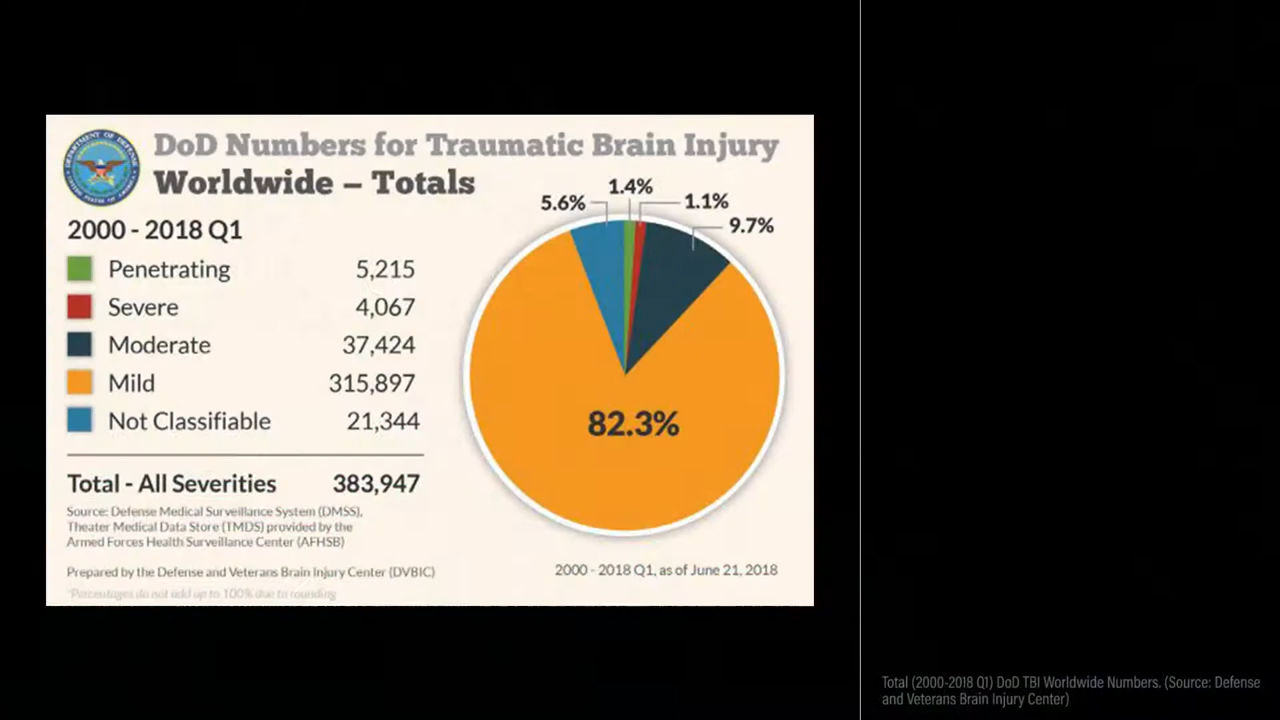 DoD Numbers for Traumatic Brain Injury
Worldwide – Totals
2000 - 2018 Q1
Penetrating 5,215
Severe 4,067
Moderate 37,424
Mild 315,897
Not Classifiable 21,344
Total - All Severities 383,947
Source: Defense Medical Surveillance System (DMSS),
Theater Medical Data Store (TMDS) provided by the
Armed Forces Health Surveillance Center (AFHSB)
Prepared by the Defense and Veterans Brain Injury Center (DVBIC)
*Percentages do not add up to 100% due to rounding
5.6%
1.4%
1.1%
9.7%
82.3%
2000 - 2018 Q1, as of June 21, 2018
Total (2000-2018 Q1) DoD TBI Worldwide Numbers. (Source: Defense
and Veterans Brain Injury Center)